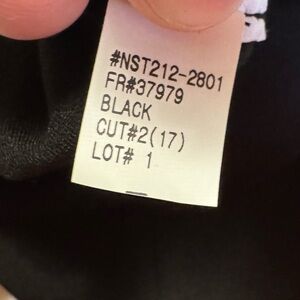 #NST212-2801
FR#37979
BLACK
CUT#2(17)
LOT# 1